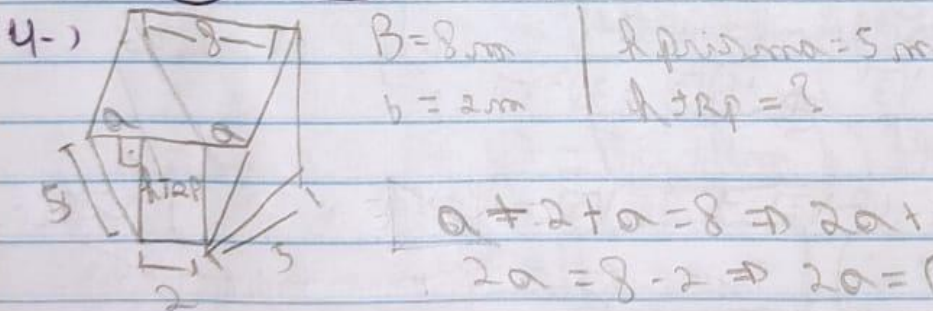 4-)
8
B = 8 m
h prisma = 5 m
b = 2 m
h trp = ?
a
a
5
h TRP
2
5
a + 2 + a = 8 ⇒ 2a +
2a = 8 - 2 ⇒ 2a =